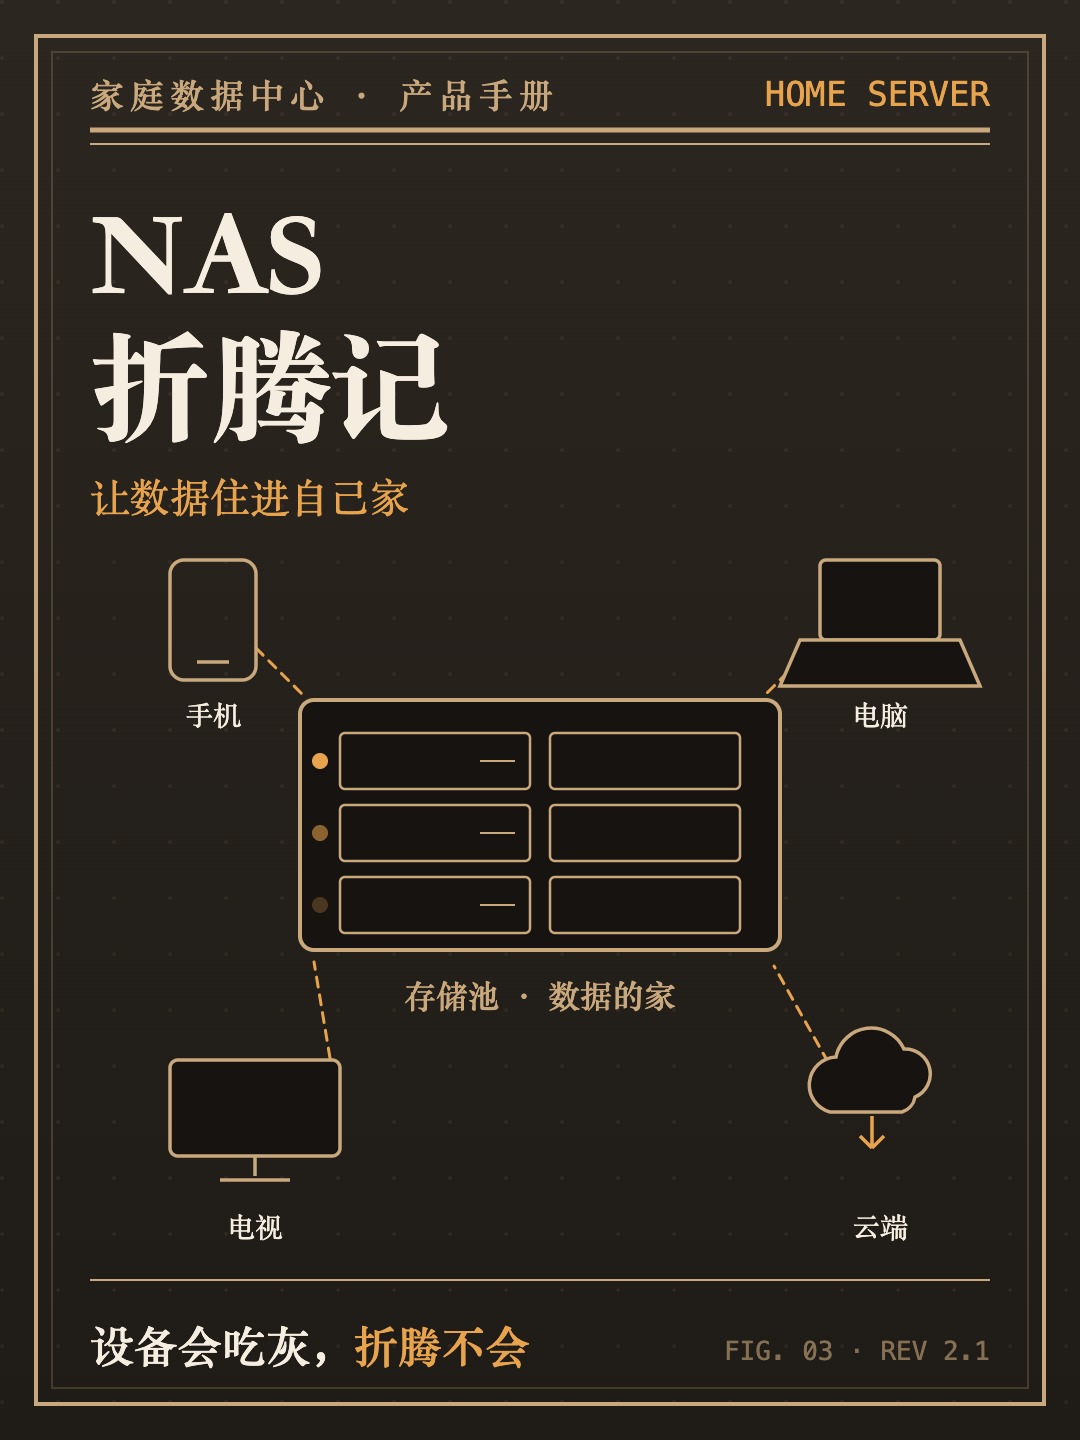 家庭数据中心 · 产品手册
HOME SERVER
NAS
折腾记
让数据住进自己家
手机
电脑
存储池 · 数据的家
电视
云端
设备会吃灰，折腾不会
FIG. 03 · REV 2.1